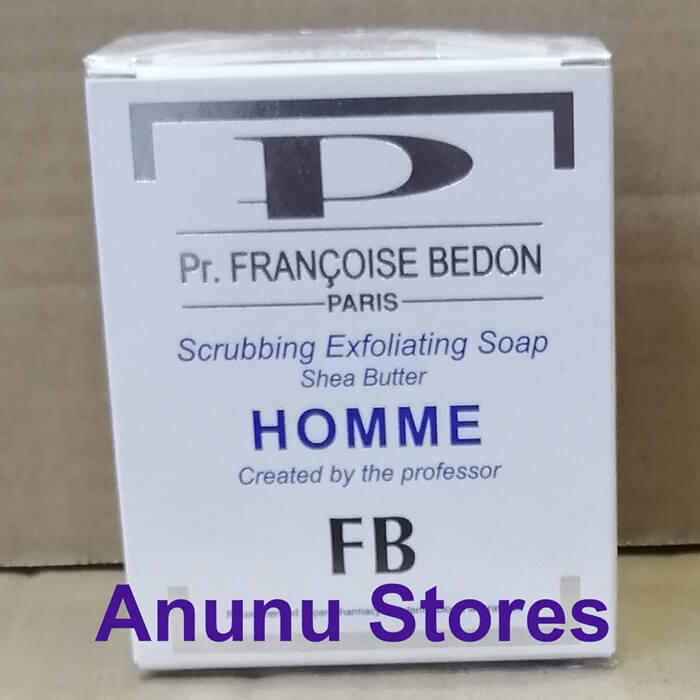 P
Pr. FRANÇOISE BEDON
PARIS
Scrubbing Exfoliating Soap
Shea Butter
HOMME
Created by the professor
FB
Anunu Stores